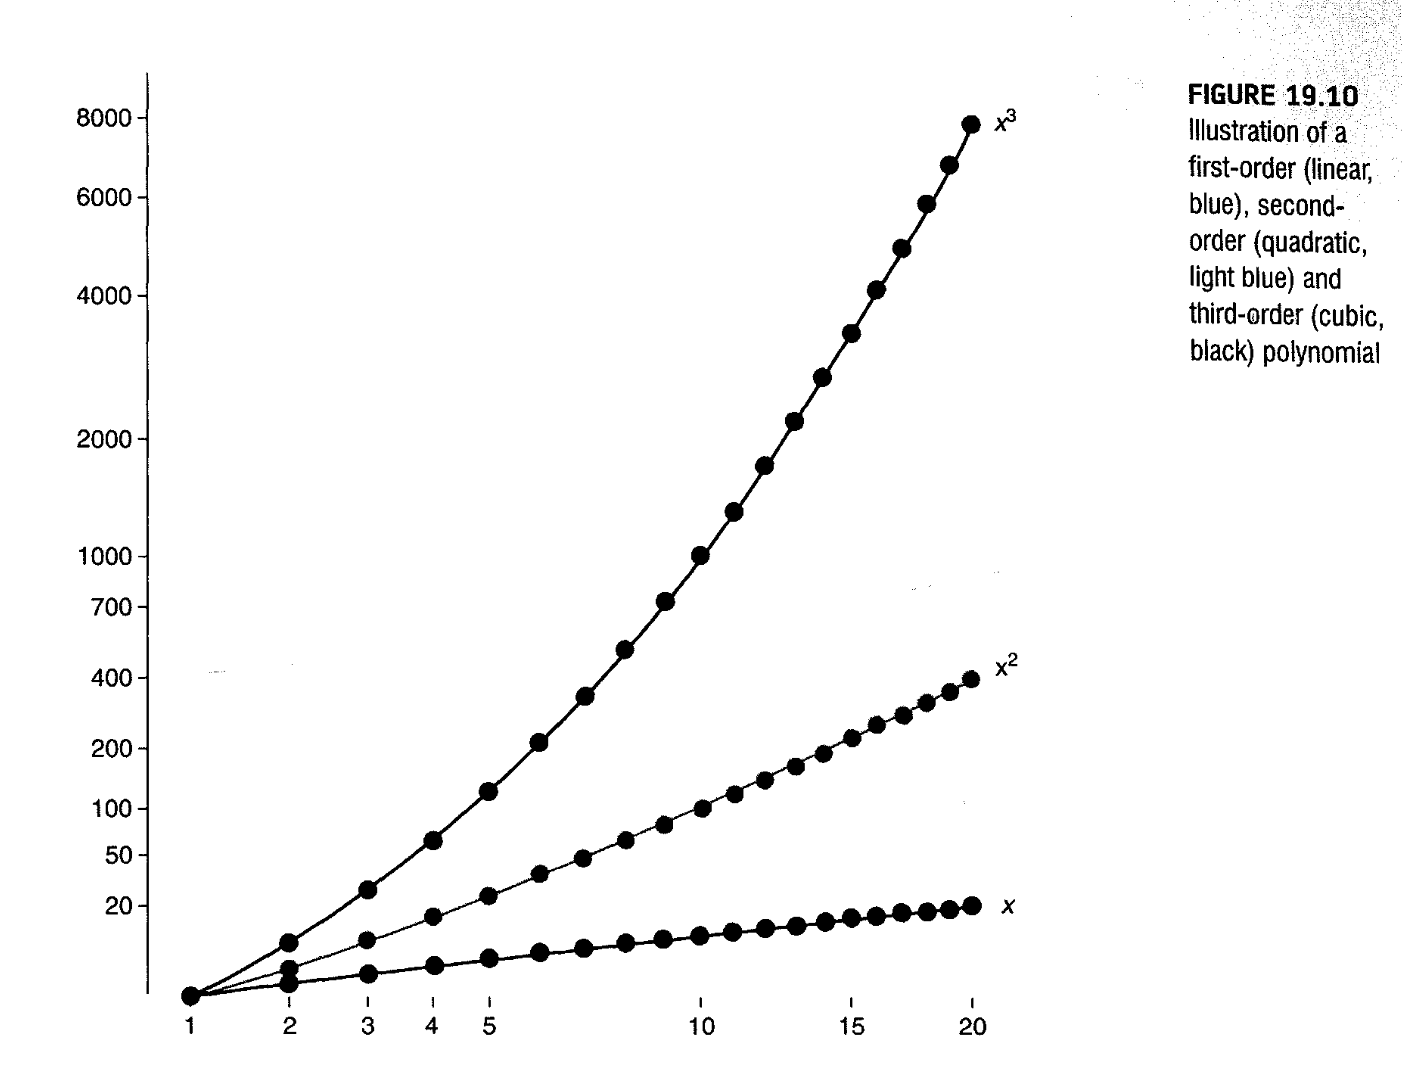 FIGURE 19.10
Illustration of a
first-order (linear,
blue), second-
order (quadratic,
light blue) and
third-order (cubic,
black) polynomial
8000
6000
4000
2000
1000
700
400
200
100
50
20
x³
x²
x
1 2 3 4 5 10 15 20